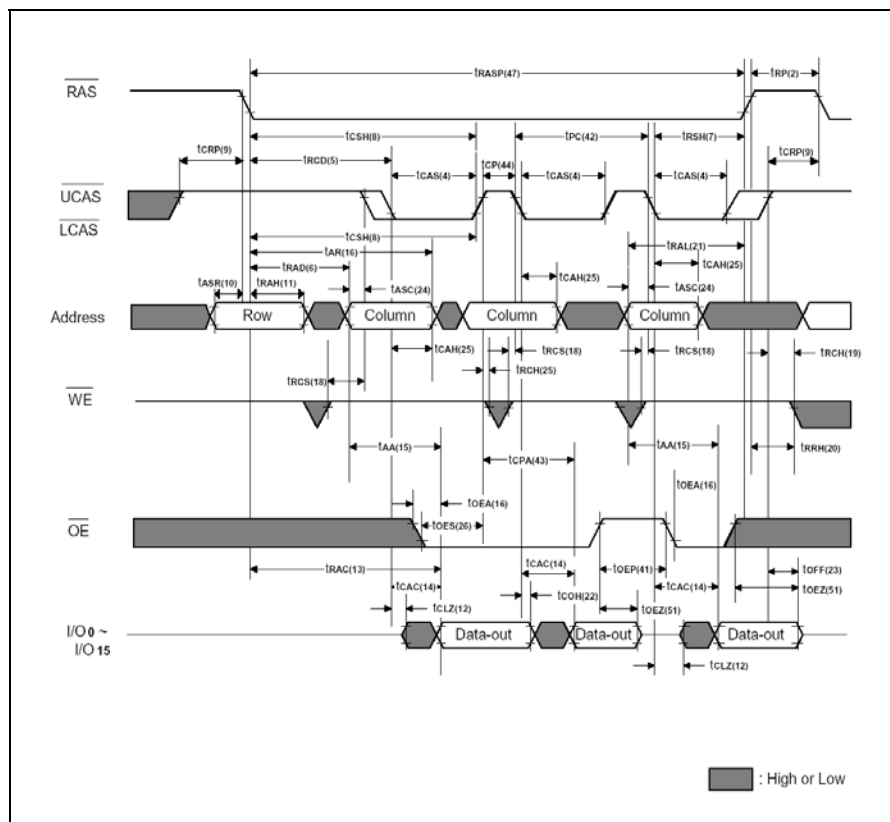 tRASP(47) tRP(2)
RAS
tCSH(8) tPC(42) tRSH(7)
tCRP(9) tRCD(5) tCP(44) tCRP(9)
tCAS(4) tCAS(4) tCAS(4)
UCAS
LCAS
tCSH(8)
tAR(16) tRAL(21)
tRAD(6) tCAH(25) tCAH(25)
tASR(10) tRAH(11) tASC(24) tASC(24)
Address Row Column Column Column
tCAH(25) tRCS(18) tRCS(18) tRCH(19)
tRCS(18) tRCH(25)
WE
tAA(15) tAA(15) tRRH(20)
tCPA(43)
tOEA(16) tOEA(16)
tOES(26)
OE
tRAC(13) tCAC(14) tOEP(41) tOFF(23)
tCAC(14) tCAC(14) tOEZ(51)
tCLZ(12) tCOH(22) tOEZ(51)
I/O0 ~ Data-out Data-out Data-out
I/O 15
tCLZ(12)
: High or Low